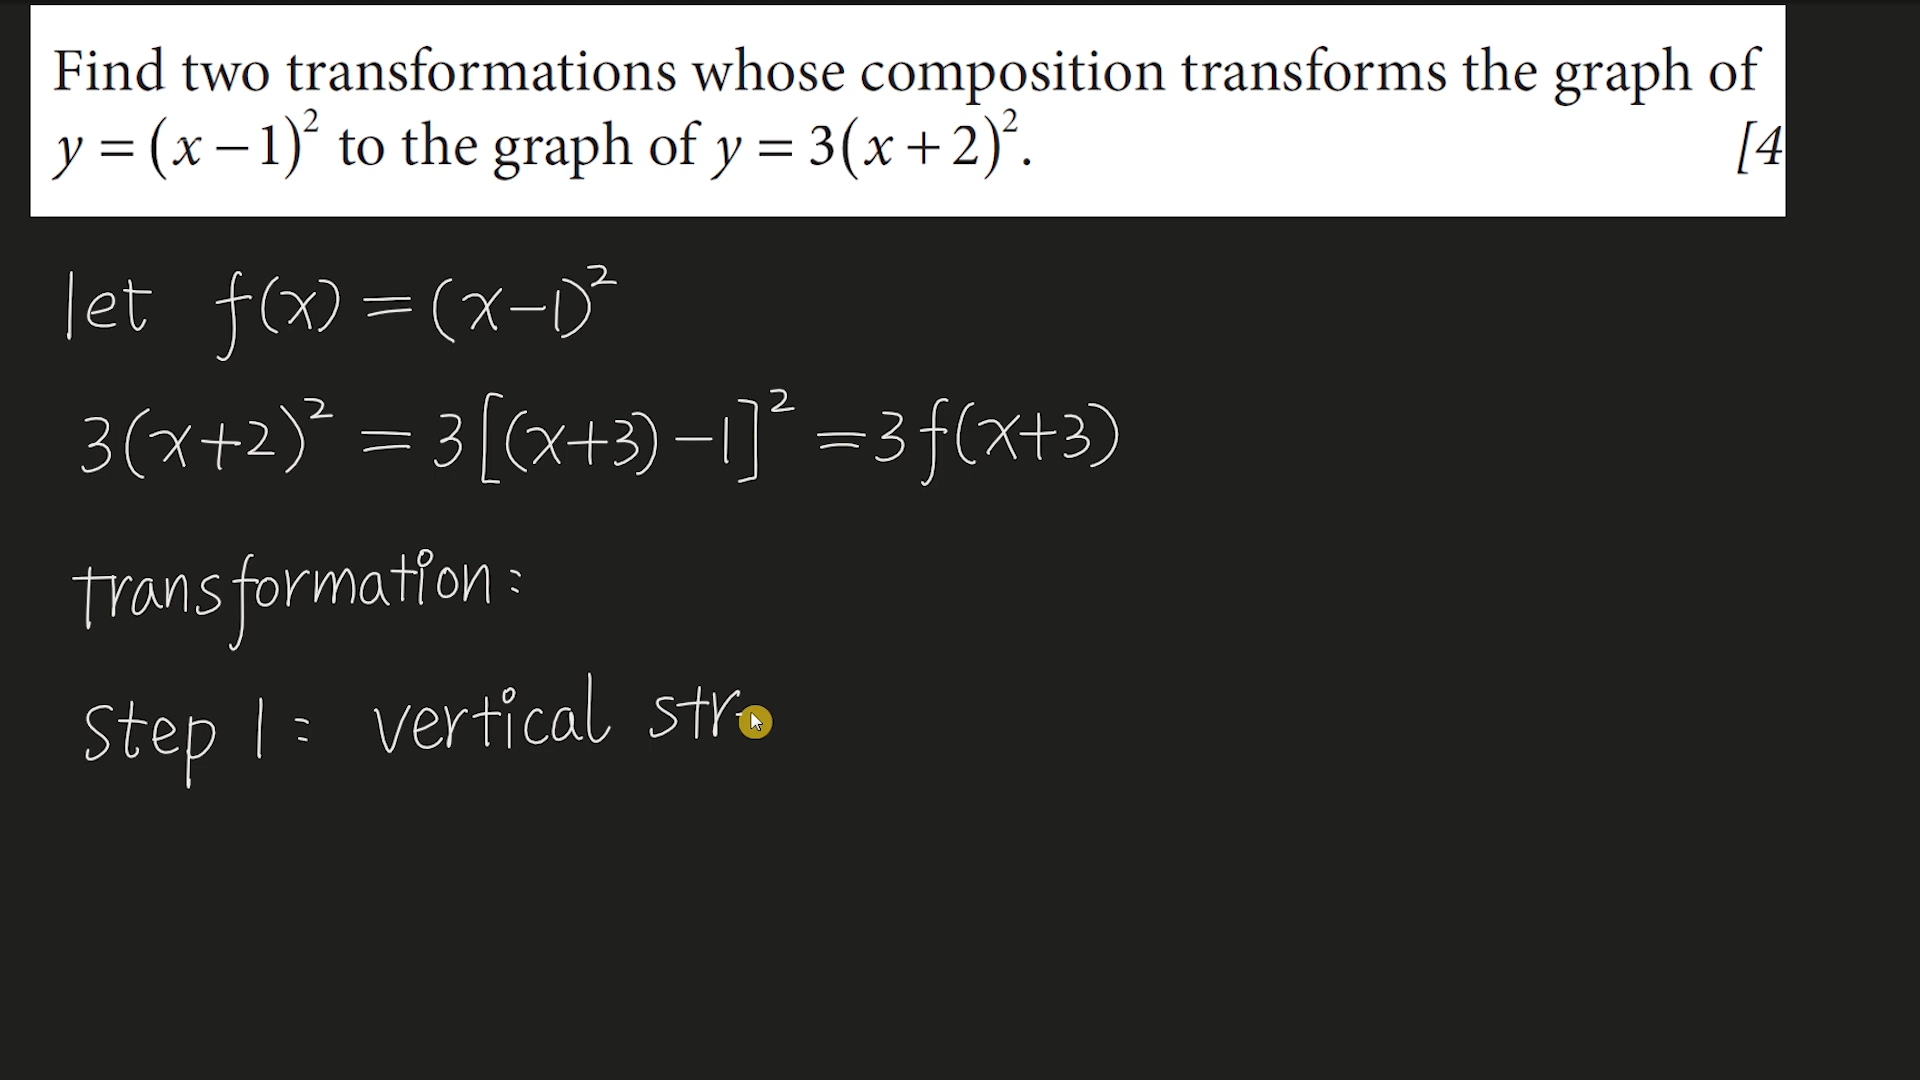 Find two transformations whose composition transforms the graph of
y = (x − 1)² to the graph of y = 3(x + 2)². [4
let f(x) = (x-1)²
3(x+2)² = 3[(x+3)-1]² = 3f(x+3)
transformation:
Step 1: vertical str